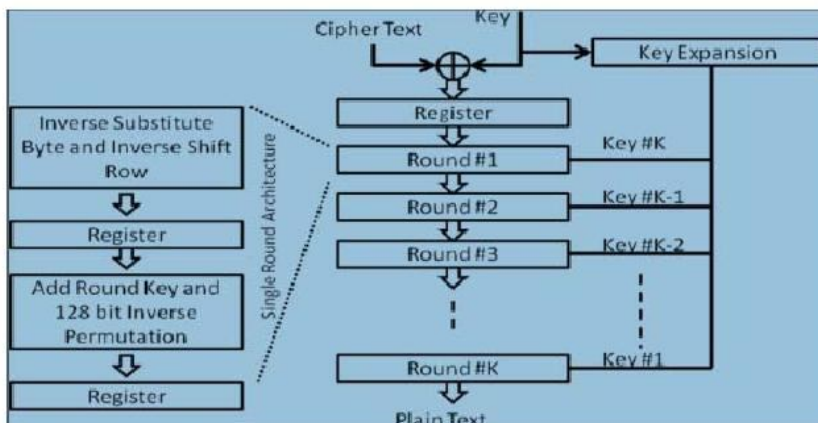 Key
Cipher Text
Key Expansion
Register
Round #1
Key #K
Round #2
Key #K-1
Round #3
Key #K-2
Round #K
Key #1
Plain Text
Single Round Architecture
Inverse Substitute
Byte and Inverse Shift
Row
Register
Add Round Key and
128 bit Inverse
Permutation
Register